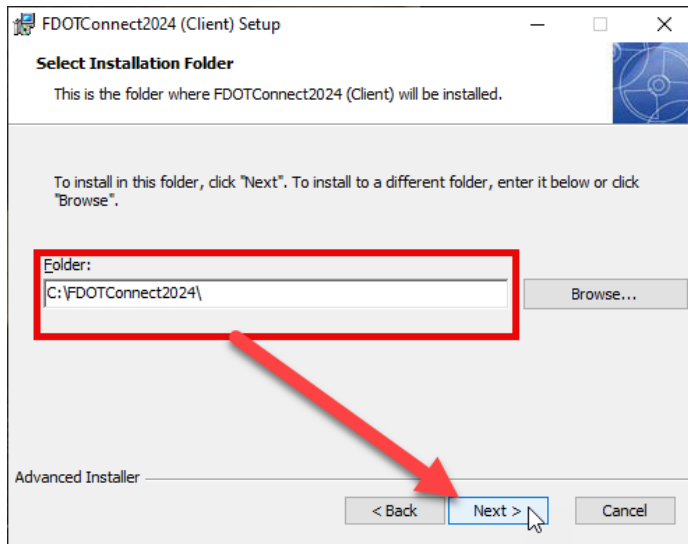 FDOTConnect2024 (Client) Setup
Select Installation Folder
This is the folder where FDOTConnect2024 (Client) will be installed.
To install in this folder, click "Next". To install to a different folder, enter it below or click
"Browse".
Folder:
C:\FDOTConnect2024\
Browse...
Advanced Installer
< Back
Next >
Cancel